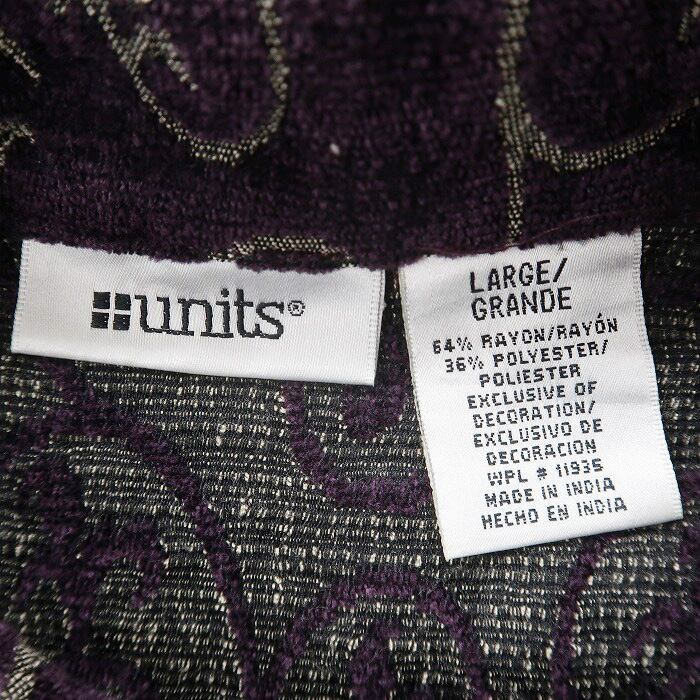 units®
LARGE/
GRANDE
64% RAYON/RAYÓN
36% POLYESTER/
POLIESTER
EXCLUSIVE OF
DECORATION/
EXCLUSIVO DE
DECORACION
WPL # 11935
MADE IN INDIA
HECHO EN INDIA